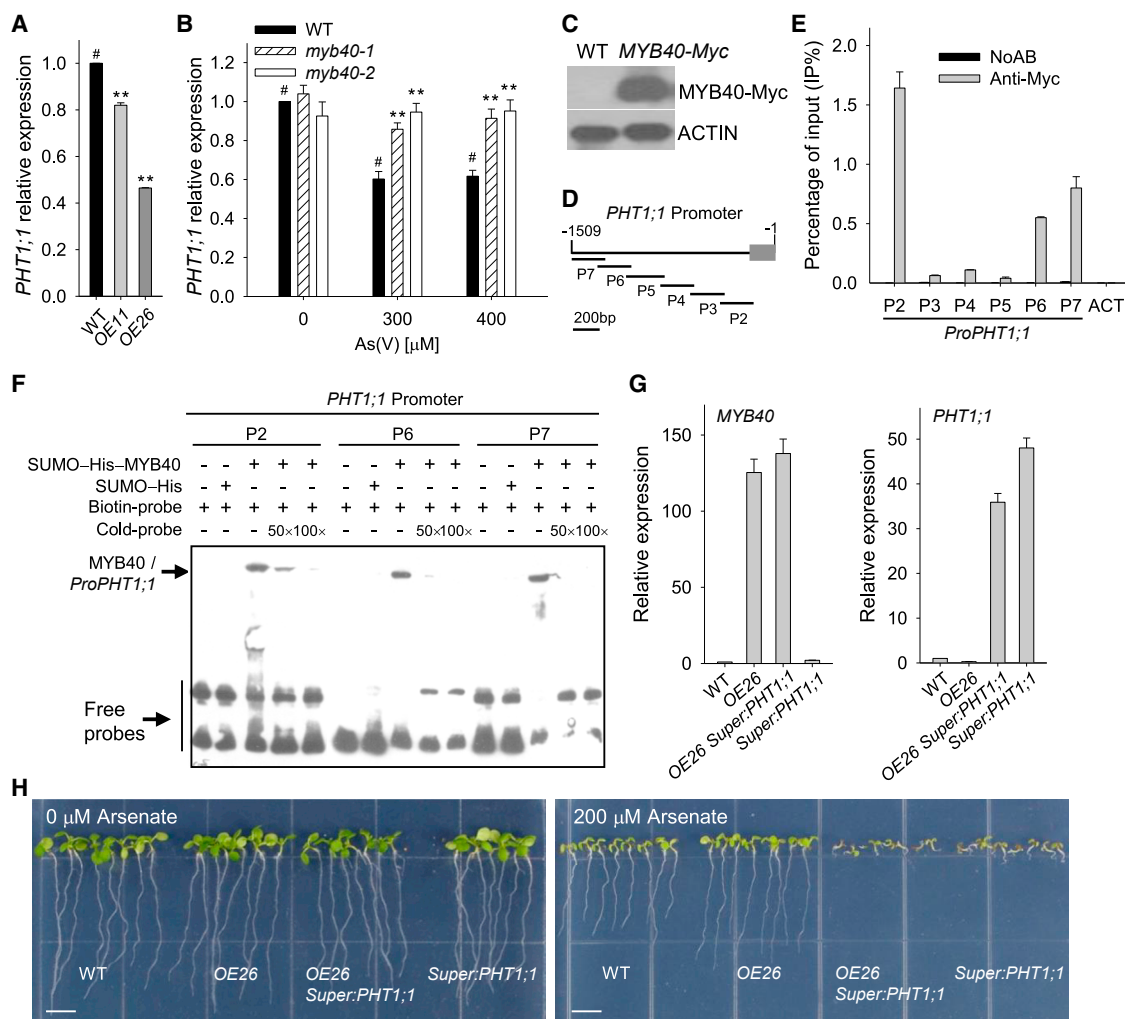 A
PHT1;1 relative expression
1.0
0.8
0.6
0.4
0.2
0.0
#
**
**
WT
OE11
OE26
B
WT
myb40-1
myb40-2
PHT1;1 relative expression
1.4
1.2
1.0
0.8
0.6
0.4
0.2
0.0
#
#
** **
#
** **
0
300
400
As(V) [μM]
C
WT MYB40-Myc
MYB40-Myc
ACTIN
D
PHT1;1 Promoter
-1509
-1
P7
P6
P5
P4
P3
P2
200bp
E
NoAB
Anti-Myc
Percentage of input (IP%)
2.0
1.5
1.0
0.5
0.0
P2 P3 P4 P5 P6 P7 ACT
ProPHT1;1
F
PHT1;1 Promoter
P2 P6 P7
SUMO–His–MYB40 - - + + + - - + + + - - + + +
SUMO–His - + - - - - + - - - - + - - -
Biotin-probe + + + + + + + + + + + + + + +
Cold-probe - - - 50×100× - - - 50×100× - - - 50×100×
MYB40 /
ProPHT1;1
Free
probes
G
MYB40
Relative expression
150
100
50
0
WT
OE26
OE26 Super:PHT1;1
Super:PHT1;1
PHT1;1
Relative expression
50
40
30
20
10
0
WT
OE26
OE26 Super:PHT1;1
Super:PHT1;1
H
0 μM Arsenate
WT
OE26
OE26
Super:PHT1;1
Super:PHT1;1
200 μM Arsenate
WT
OE26
OE26
Super:PHT1;1
Super:PHT1;1